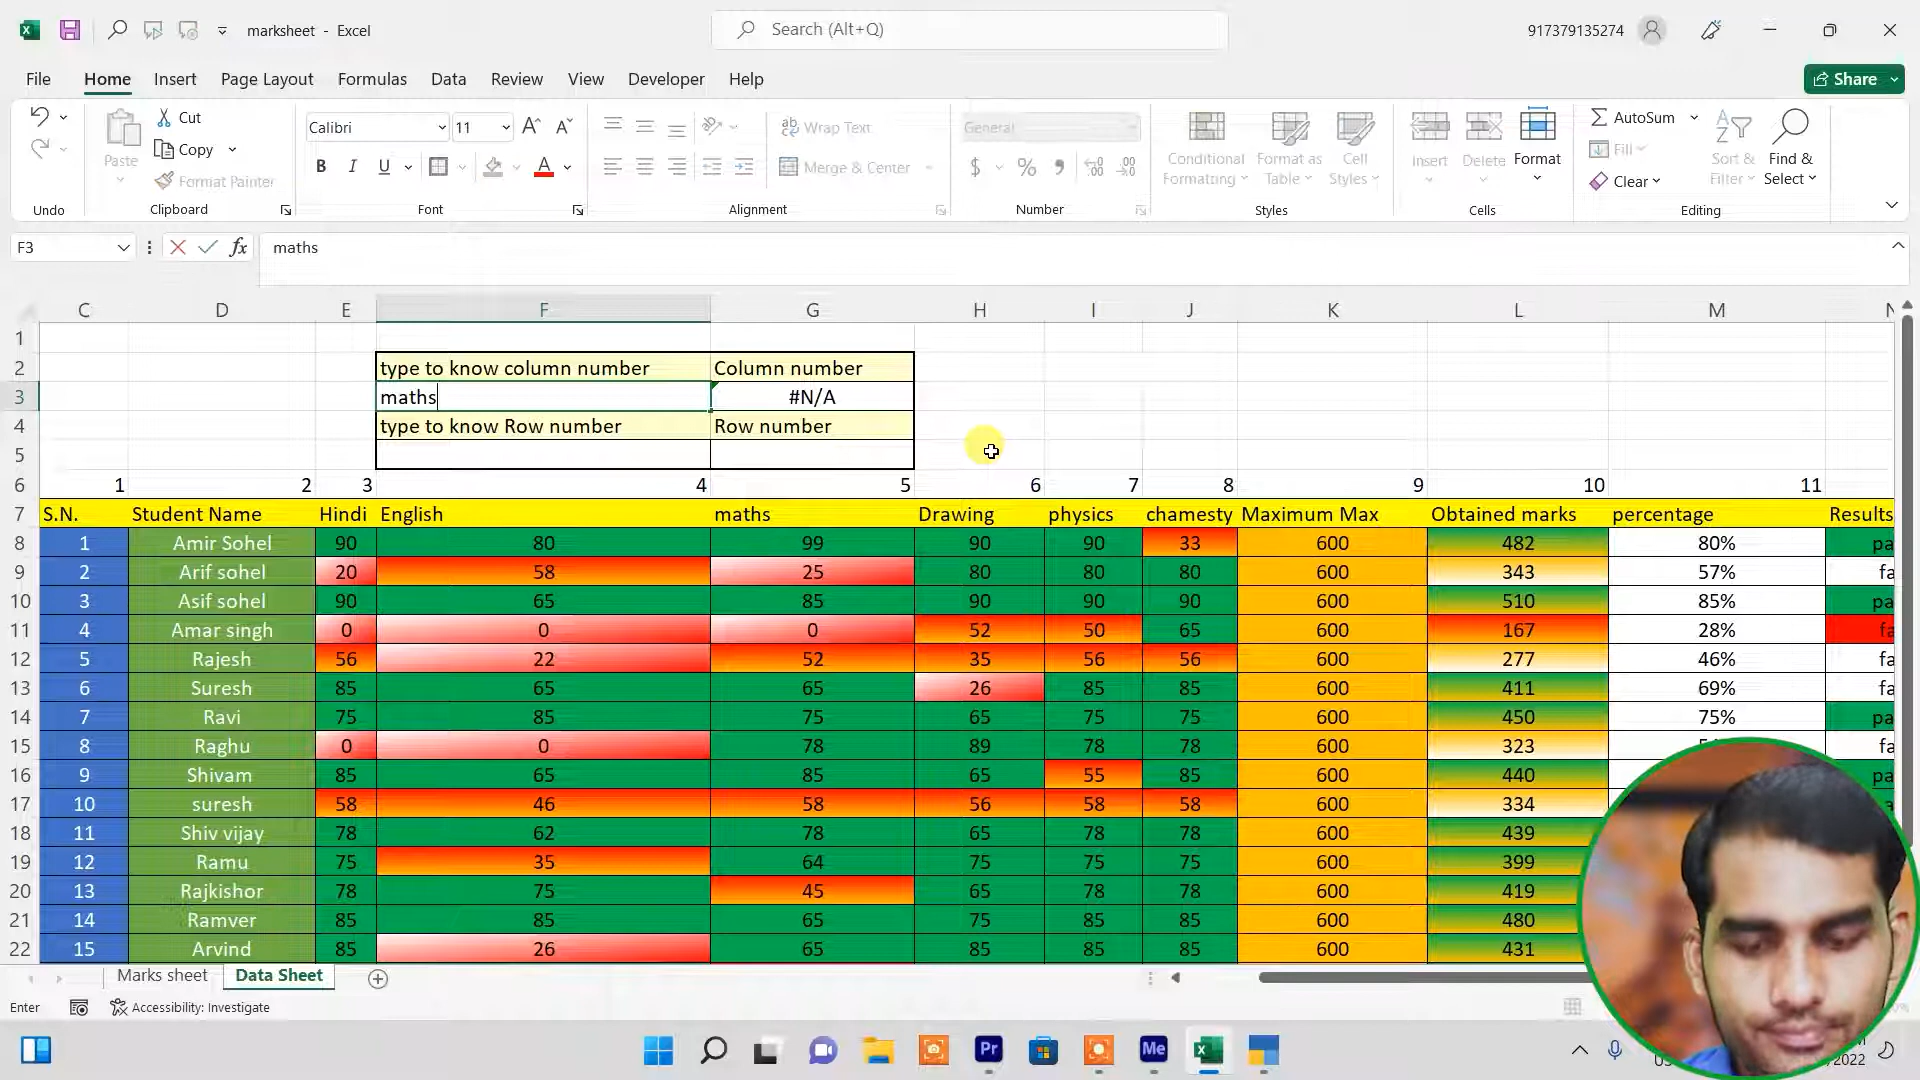 marksheet - Excel
Search (Alt+Q)
917379135274
File Home Insert Page Layout Formulas Data Review View Developer Help
Share
Cut
Copy
Format Painter
Paste
Undo
Clipboard
Calibri 11
B I U
Font
Wrap Text
Merge & Center
Alignment
General
$ %
Number
Conditional Formatting
Format as Table
Cell Styles
Styles
Insert
Delete
Format
Cells
AutoSum
Fill
Clear
Sort & Filter
Find & Select
Editing
F3 fx maths
C D E F G H I J K L M
1
2 type to know column number Column number
3 maths #N/A
4 type to know Row number Row number
5
6 1 2 3 4 5 6 7 8 9 10 11
7 S.N. Student Name Hindi English maths Drawing physics chamesty Maximum Max Obtained marks percentage Results
8 1 Amir Sohel 90 80 99 90 90 33 600 482 80% pa
9 2 Arif sohel 20 58 25 80 80 80 600 343 57% fa
10 3 Asif sohel 90 65 85 90 90 90 600 510 85% pa
11 4 Amar singh 0 0 0 52 50 65 600 167 28% fa
12 5 Rajesh 56 22 52 35 56 56 600 277 46% fa
13 6 Suresh 85 65 65 26 85 85 600 411 69% fa
14 7 Ravi 75 85 75 65 75 75 600 450 75% pa
15 8 Raghu 0 0 78 89 78 78 600 323 fa
16 9 Shivam 85 65 85 65 55 85 600 440 pa
17 10 suresh 58 46 58 56 58 58 600 334
18 11 Shiv vijay 78 62 78 65 78 78 600 439
19 12 Ramu 75 35 64 75 75 75 600 399
20 13 Rajkishor 78 75 45 65 78 78 600 419
21 14 Ramver 85 85 65 75 85 85 600 480
22 15 Arvind 85 26 65 85 85 85 600 431
Marks sheet Data Sheet
Enter Accessibility: Investigate
Pr Me
2022